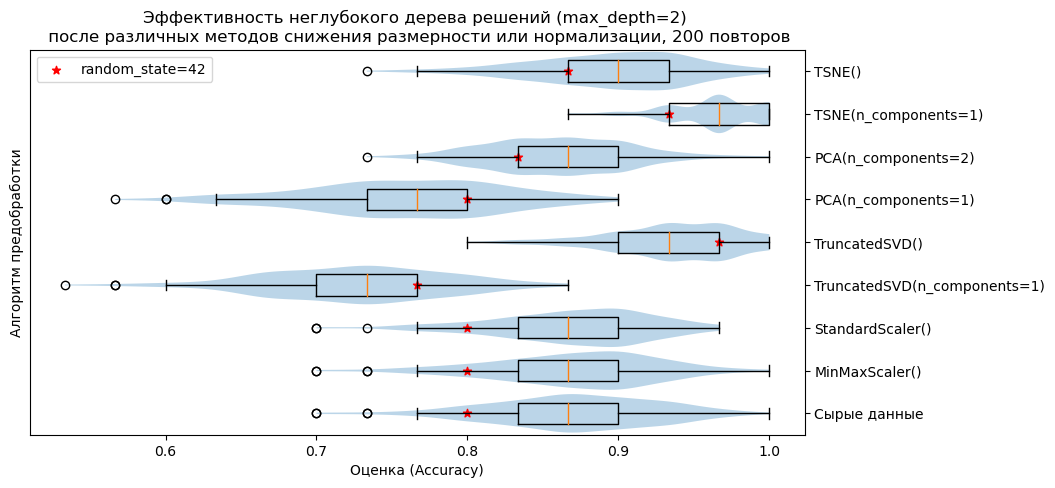 Эффективность неглубокого дерева решений (max_depth=2)
после различных методов снижения размерности или нормализации, 200 повторов
random_state=42
TSNE()
TSNE(n_components=1)
PCA(n_components=2)
PCA(n_components=1)
TruncatedSVD()
TruncatedSVD(n_components=1)
StandardScaler()
MinMaxScaler()
Сырые данные
Алгоритм предобработки
0.6 0.7 0.8 0.9 1.0
Оценка (Accuracy)